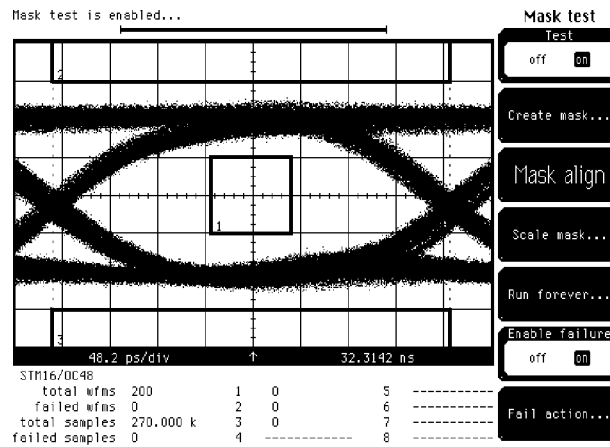 Mask test is enabled...
Mask test
Test
off on
Create mask...
Mask align
Scale mask...
Run forever...
Enable failure
off on
Fail action...
2
1
3
48.2 ps/div ↑ 32.3142 ns
STM16/OC48
total wfms 200 1 0 5 --------------
failed wfms 0 2 0 6 --------------
total samples 270.000 k 3 0 7 --------------
failed samples 0 4 -------------- 8 --------------